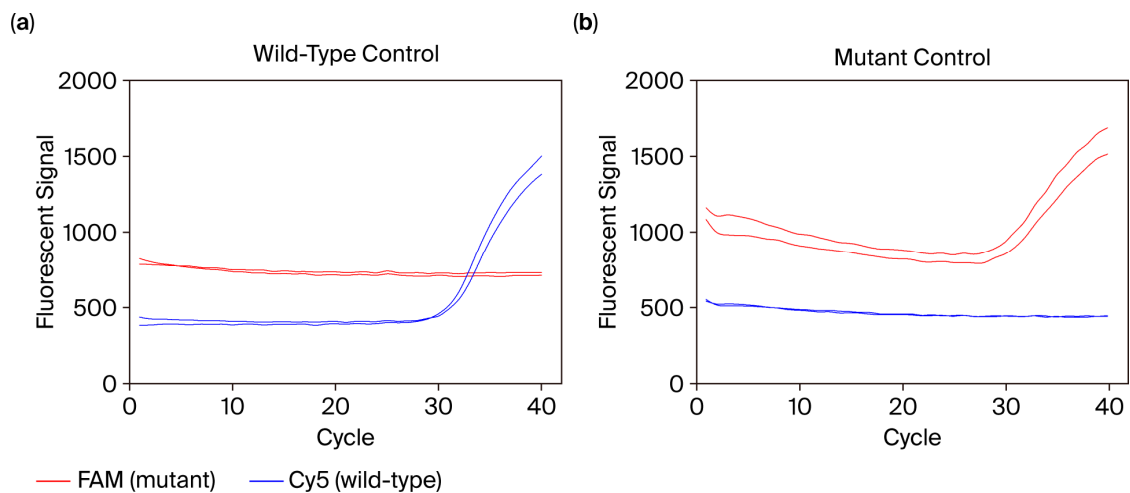 (a)
Wild-Type Control
2000
1500
1000
500
0
Fluorescent Signal
0 10 20 30 40
Cycle
(b)
Mutant Control
2000
1500
1000
500
0
Fluorescent Signal
0 10 20 30 40
Cycle
FAM (mutant) Cy5 (wild-type)